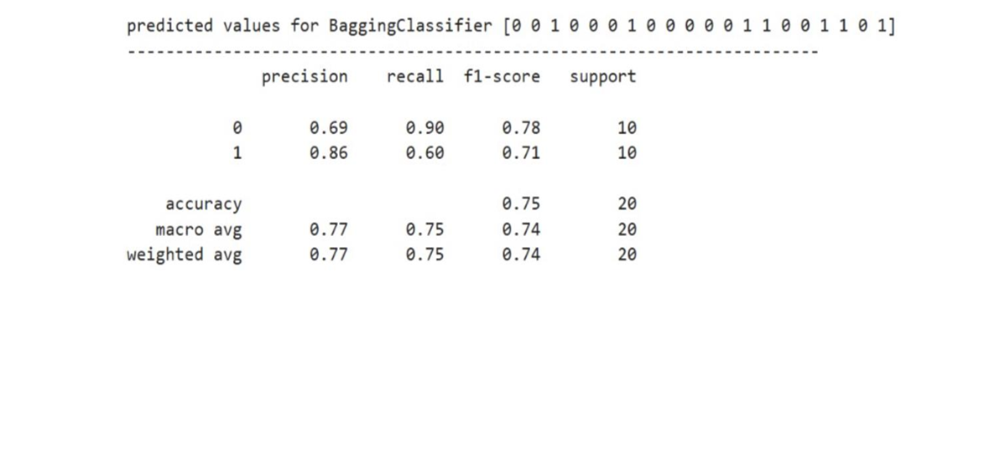 predicted values for BaggingClassifier [0 0 1 0 0 0 1 0 0 0 0 0 1 1 0 0 1 1 0 1]
------------------------------------------------------------------------
precision recall f1-score support
0 0.69 0.90 0.78 10
1 0.86 0.60 0.71 10
accuracy 0.75 20
macro avg 0.77 0.75 0.74 20
weighted avg 0.77 0.75 0.74 20